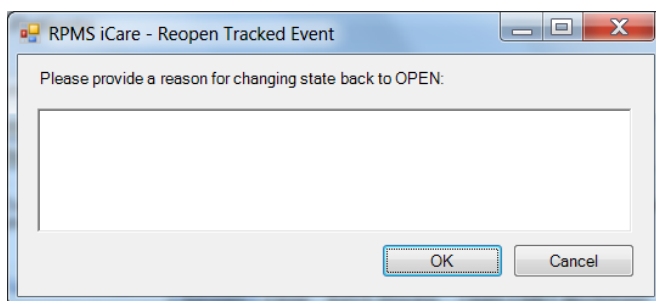 RPMS iCare - Reopen Tracked Event
Please provide a reason for changing state back to OPEN:
OK
Cancel